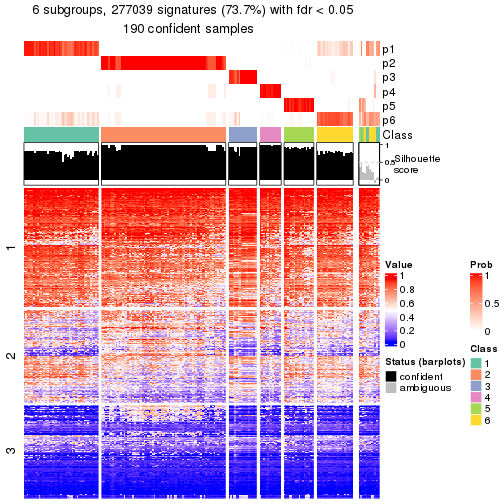 6 subgroups, 277039 signatures (73.7%) with fdr < 0.05
190 confident samples
p1
p2
p3
p4
p5
p6
Class
1
0.5
0
Silhouette
score
1
2
3
Value
1
0.8
0.6
0.4
0.2
0
Prob
1
0.5
0
Status (barplots)
confident
ambiguous
Class
1
2
3
4
5
6